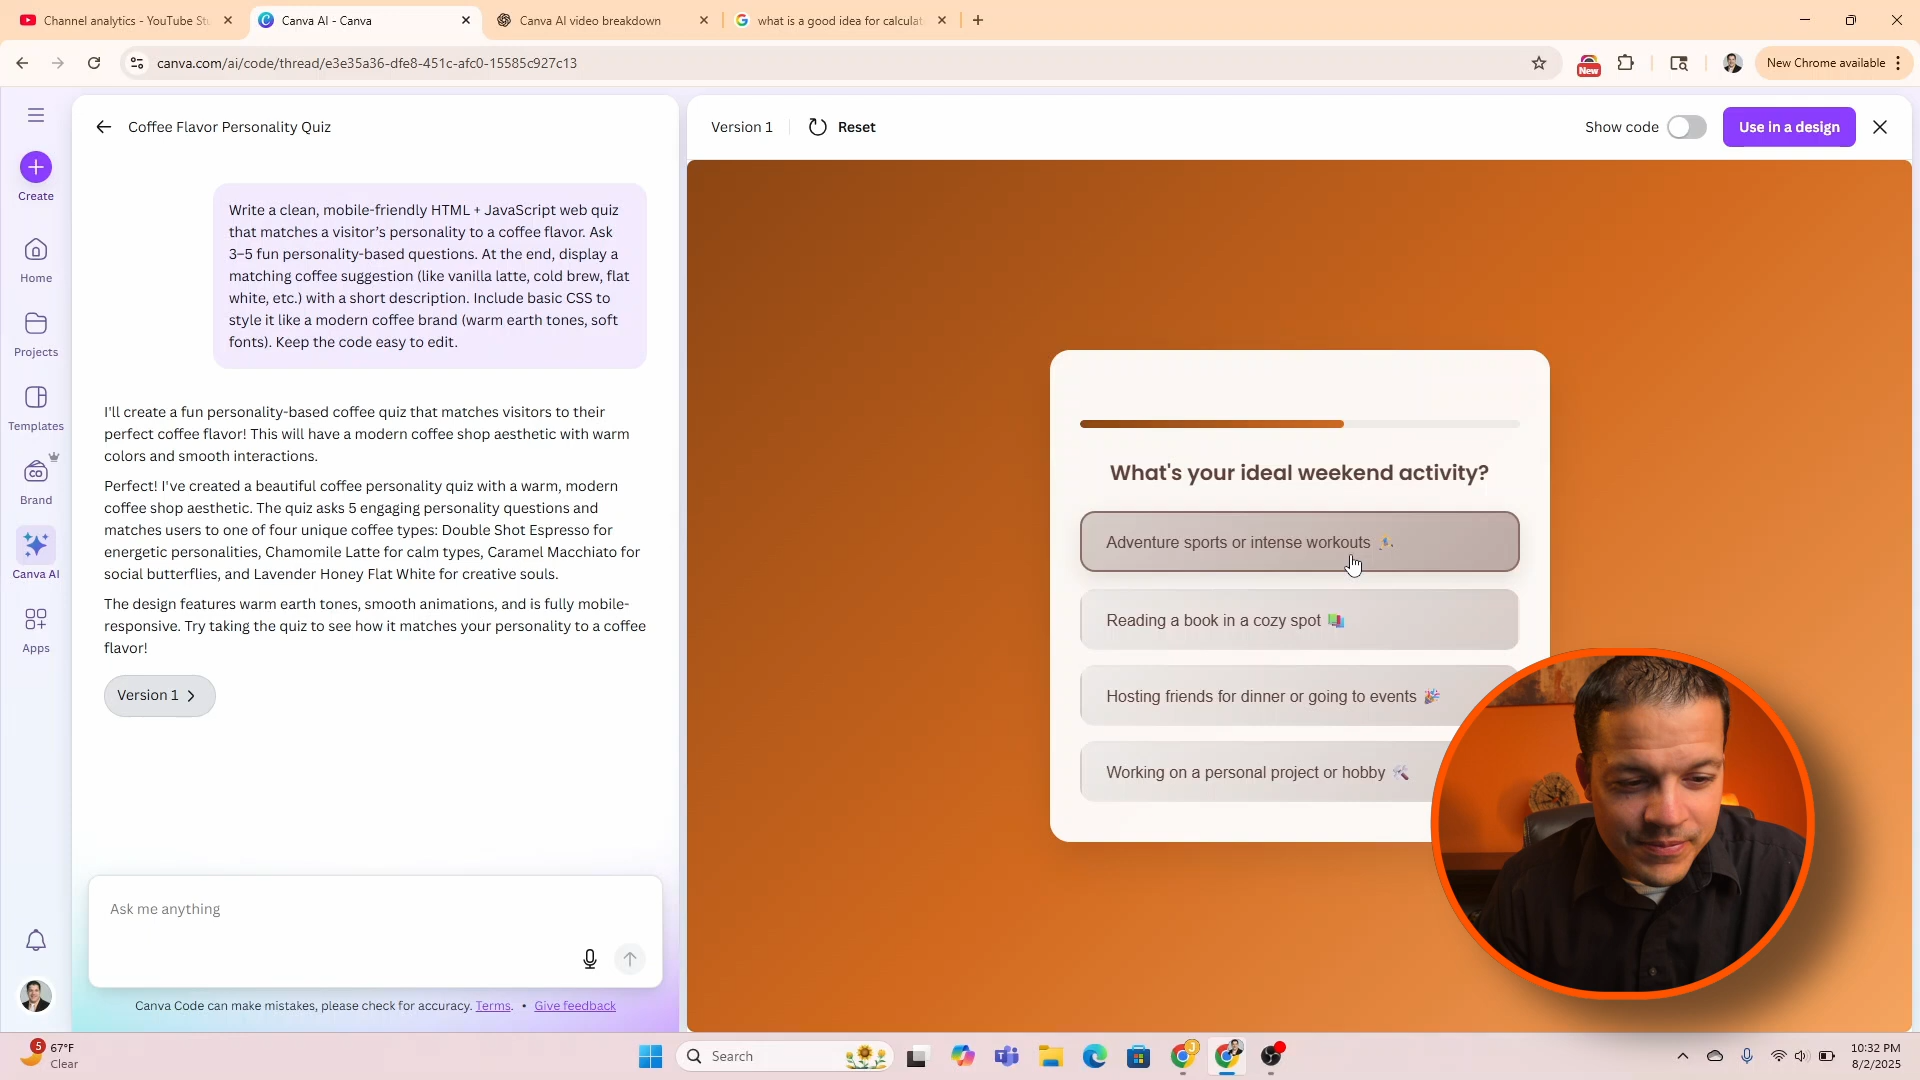 Channel analytics - YouTube St
Canva AI - Canva
Canva AI video breakdown
what is a good idea for calculat
canva.com/ai/code/thread/e3e35a36-dfe8-451c-afc0-15585c927c13
New
New Chrome available
Create
Home
Projects
Templates
Brand
Canva AI
Apps
Coffee Flavor Personality Quiz
Write a clean, mobile-friendly HTML + JavaScript web quiz
that matches a visitor's personality to a coffee flavor. Ask
3–5 fun personality-based questions. At the end, display a
matching coffee suggestion (like vanilla latte, cold brew, flat
white, etc.) with a short description. Include basic CSS to
style it like a modern coffee brand (warm earth tones, soft
fonts). Keep the code easy to edit.
I'll create a fun personality-based coffee quiz that matches visitors to their
perfect coffee flavor! This will have a modern coffee shop aesthetic with warm
colors and smooth interactions.
Perfect! I've created a beautiful coffee personality quiz with a warm, modern
coffee shop aesthetic. The quiz asks 5 engaging personality questions and
matches users to one of four unique coffee types: Double Shot Espresso for
energetic personalities, Chamomile Latte for calm types, Caramel Macchiato for
social butterflies, and Lavender Honey Flat White for creative souls.
The design features warm earth tones, smooth animations, and is fully mobile-
responsive. Try taking the quiz to see how it matches your personality to a coffee
flavor!
Version 1
Ask me anything
Canva Code can make mistakes, please check for accuracy. Terms. • Give feedback
Version 1
Reset
Show code
Use in a design
What's your ideal weekend activity?
Adventure sports or intense workouts
Reading a book in a cozy spot
Hosting friends for dinner or going to events
Working on a personal project or hobby
5
67°F
Clear
Search
10:32 PM
8/2/2025